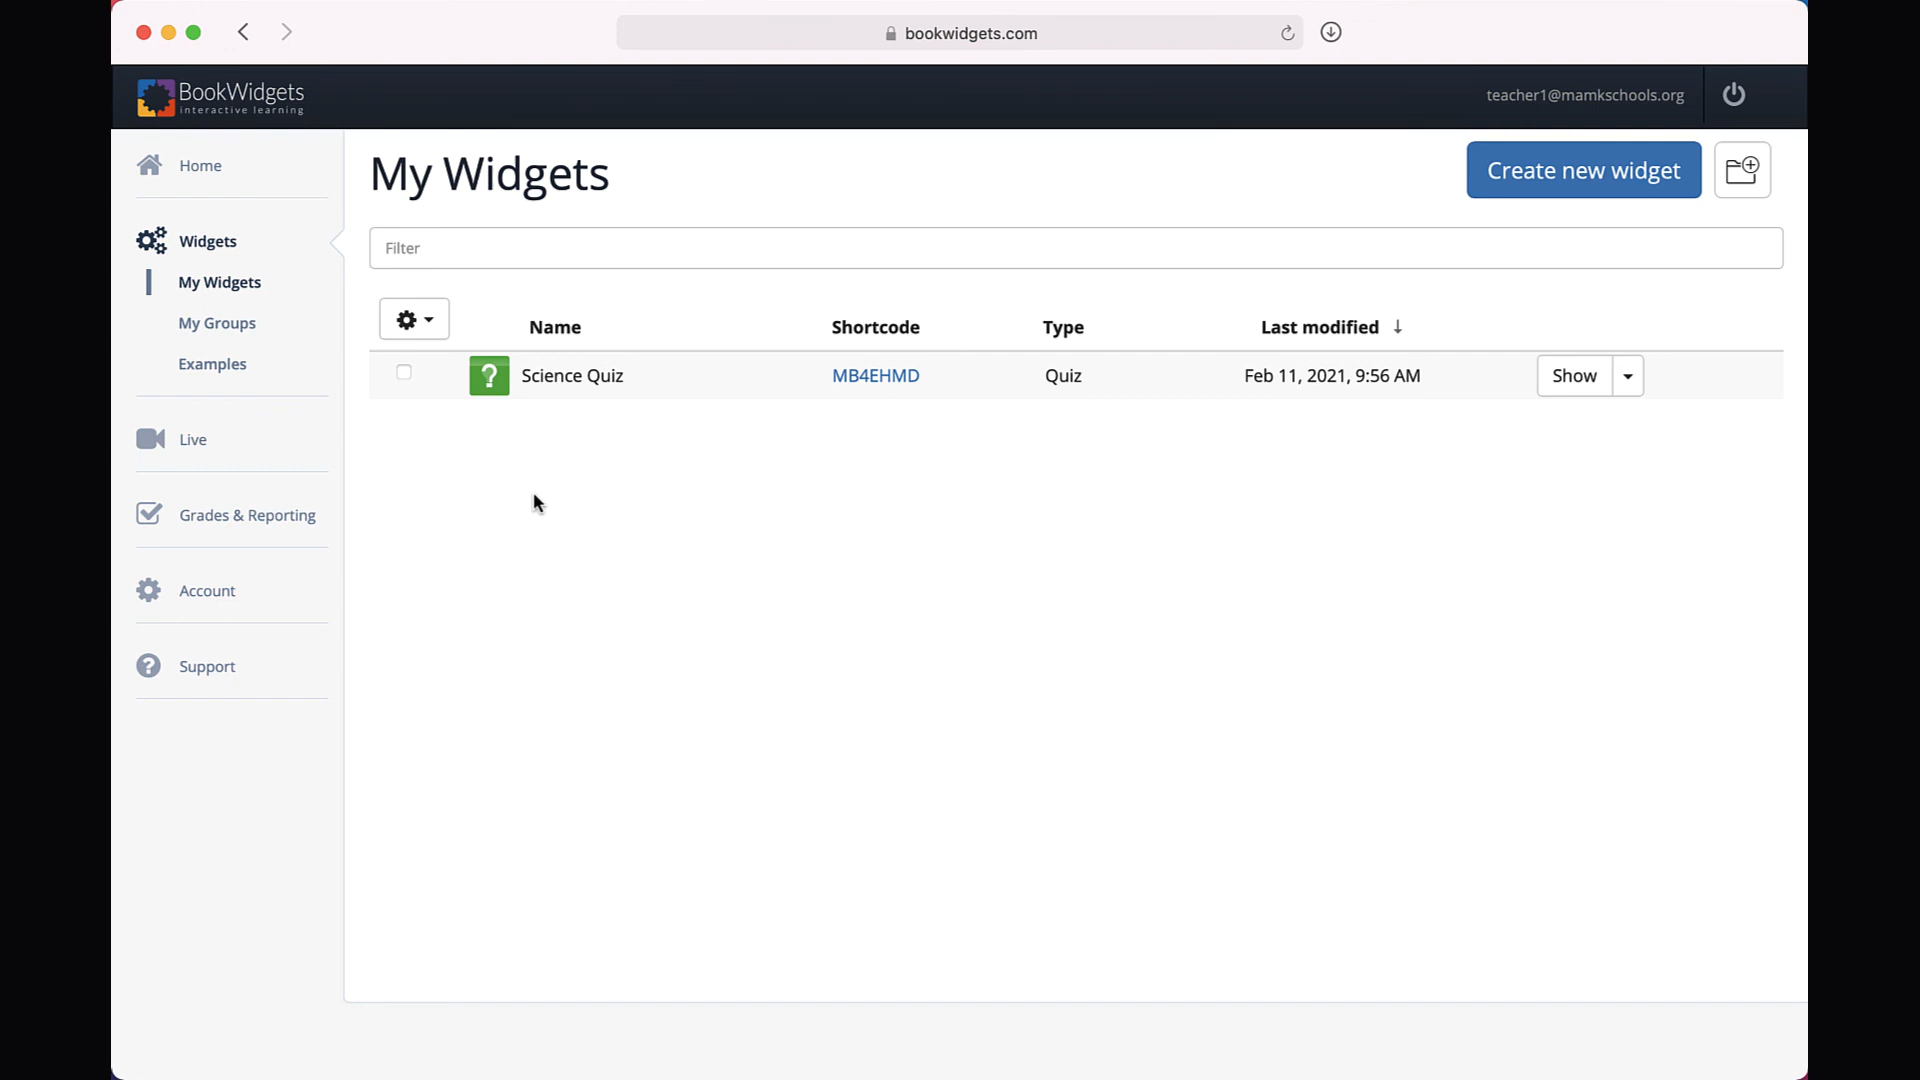 bookwidgets.com
BookWidgets
interactive learning
teacher1@mamkschools.org
Home
Widgets
My Widgets
My Groups
Examples
Live
Grades & Reporting
Account
Support
My Widgets
Create new widget
Filter
Name Shortcode Type Last modified ↓
Science Quiz MB4EHMD Quiz Feb 11, 2021, 9:56 AM Show